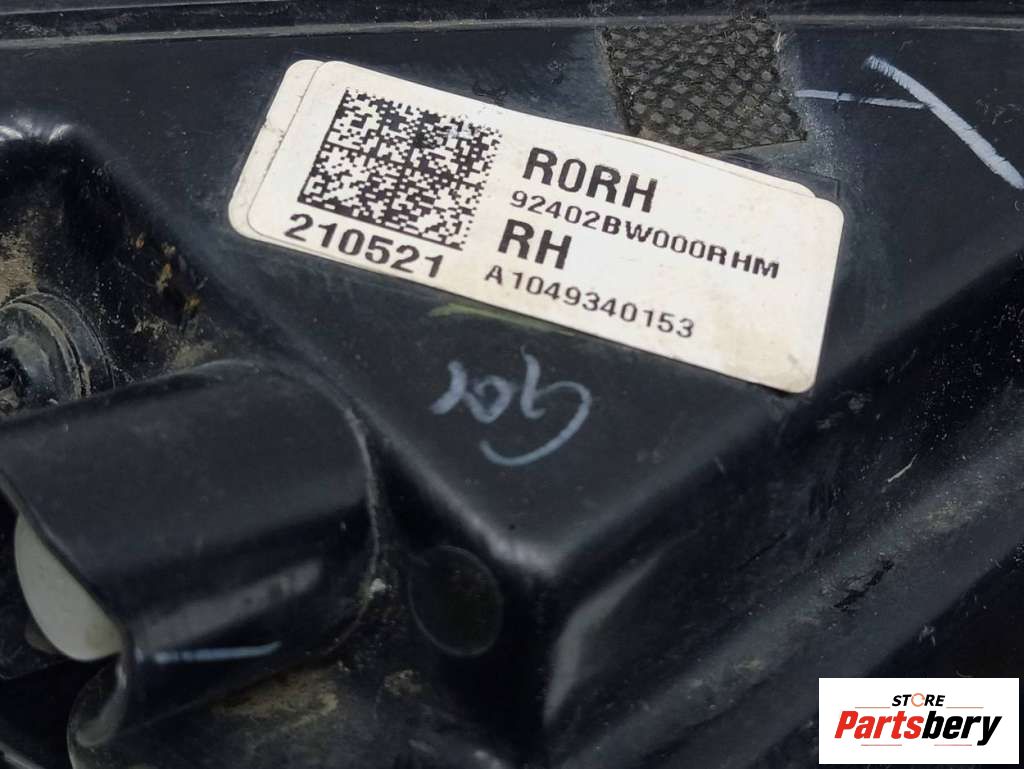 R0RH
92402BW000RHM
RH
A1049340153
210521
STORE
Partsbery